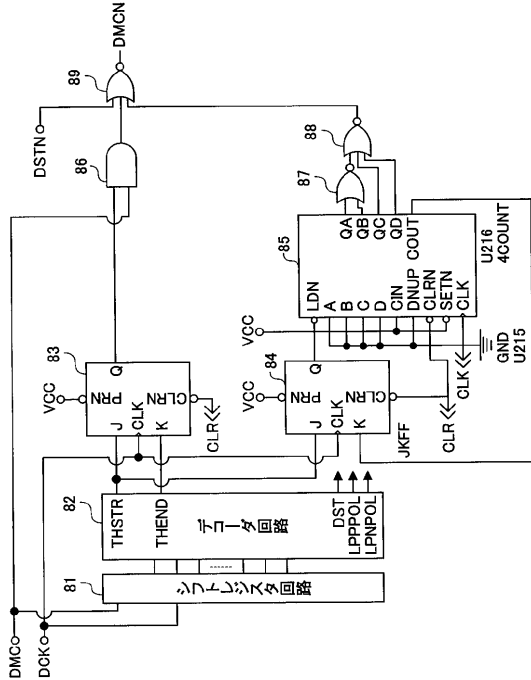 DMC
DCK
81
シフトレジスタ回路
82
THSTR
THEND
デコーダ回路
DST
LPPPOL
LPNPOL
VCC
83
J
PRN
Q
CLK
K
CLRN
CLR
VCC
84
J
PRN
Q
CLK
K
CLRN
JKFF
CLR
VCC
85
LDN
A
B
C
D
CIN
DNUP
CLRN
SETN
CLK
QA
QB
QC
QD
COUT
U216
4COUNT
CLK
GND
U215
86
87
88
DSTN
89
DMCN